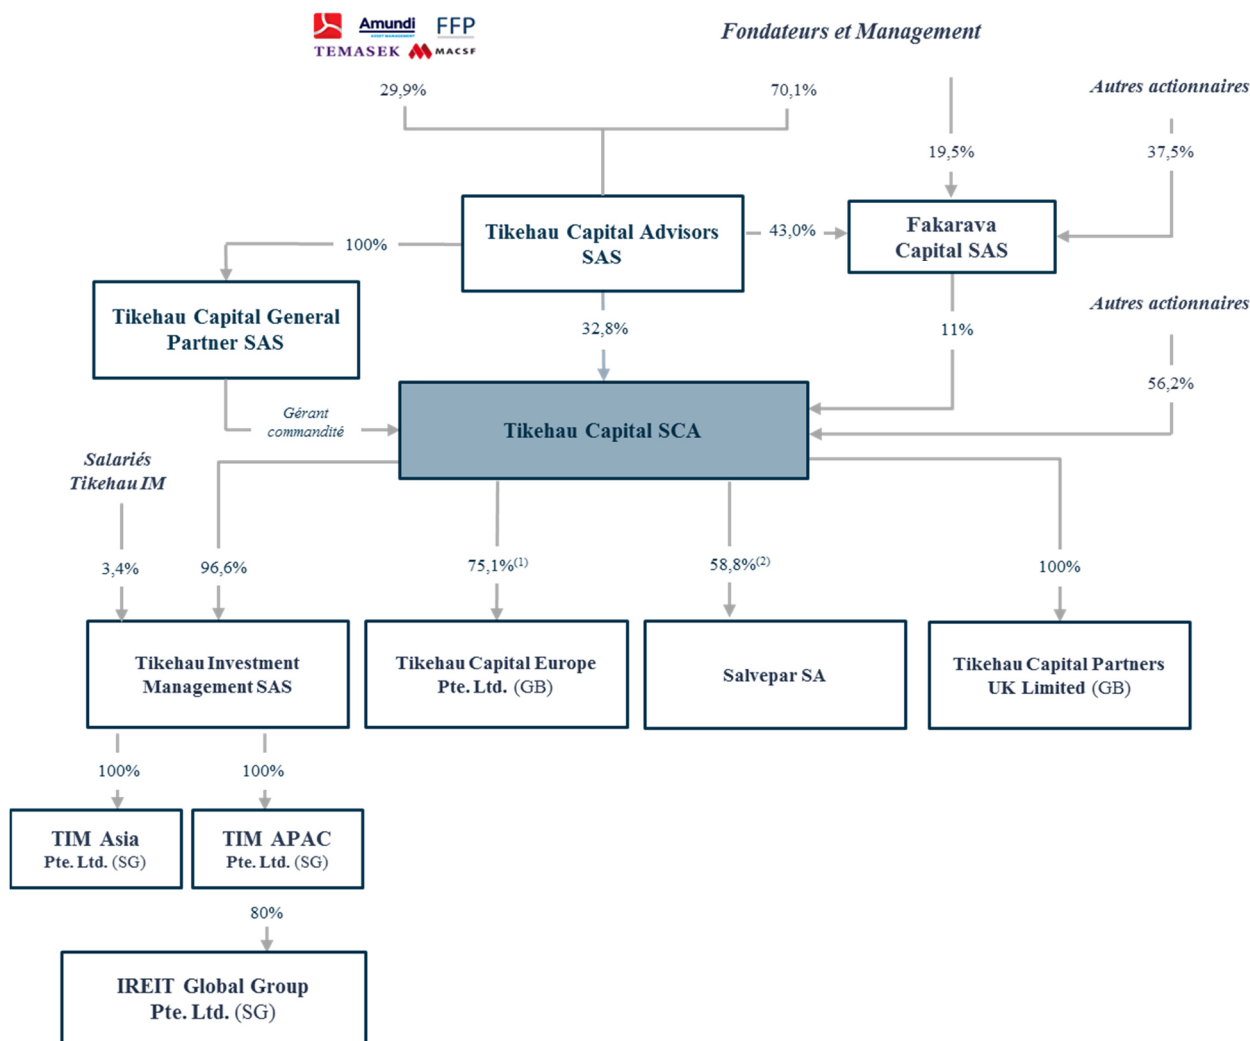 Amundi
ASSET MANAGEMENT
FFP
TEMASEK
MACSF
Fondateurs et Management
29,9%
70,1%
Autres actionnaires
19,5%
37,5%
Tikehau Capital Advisors
SAS
43,0%
Fakarava
Capital SAS
100%
Tikehau Capital General
Partner SAS
32,8%
11%
Autres actionnaires
56,2%
Gérant
commandité
Tikehau Capital SCA
Salariés
Tikehau IM
3,4%
96,6%
75,1%(1)
58,8%(2)
100%
Tikehau Investment
Management SAS
Tikehau Capital Europe
Pte. Ltd. (GB)
Salvepar SA
Tikehau Capital Partners
UK Limited (GB)
100%
100%
TIM Asia
Pte. Ltd. (SG)
TIM APAC
Pte. Ltd. (SG)
80%
IREIT Global Group
Pte. Ltd. (SG)